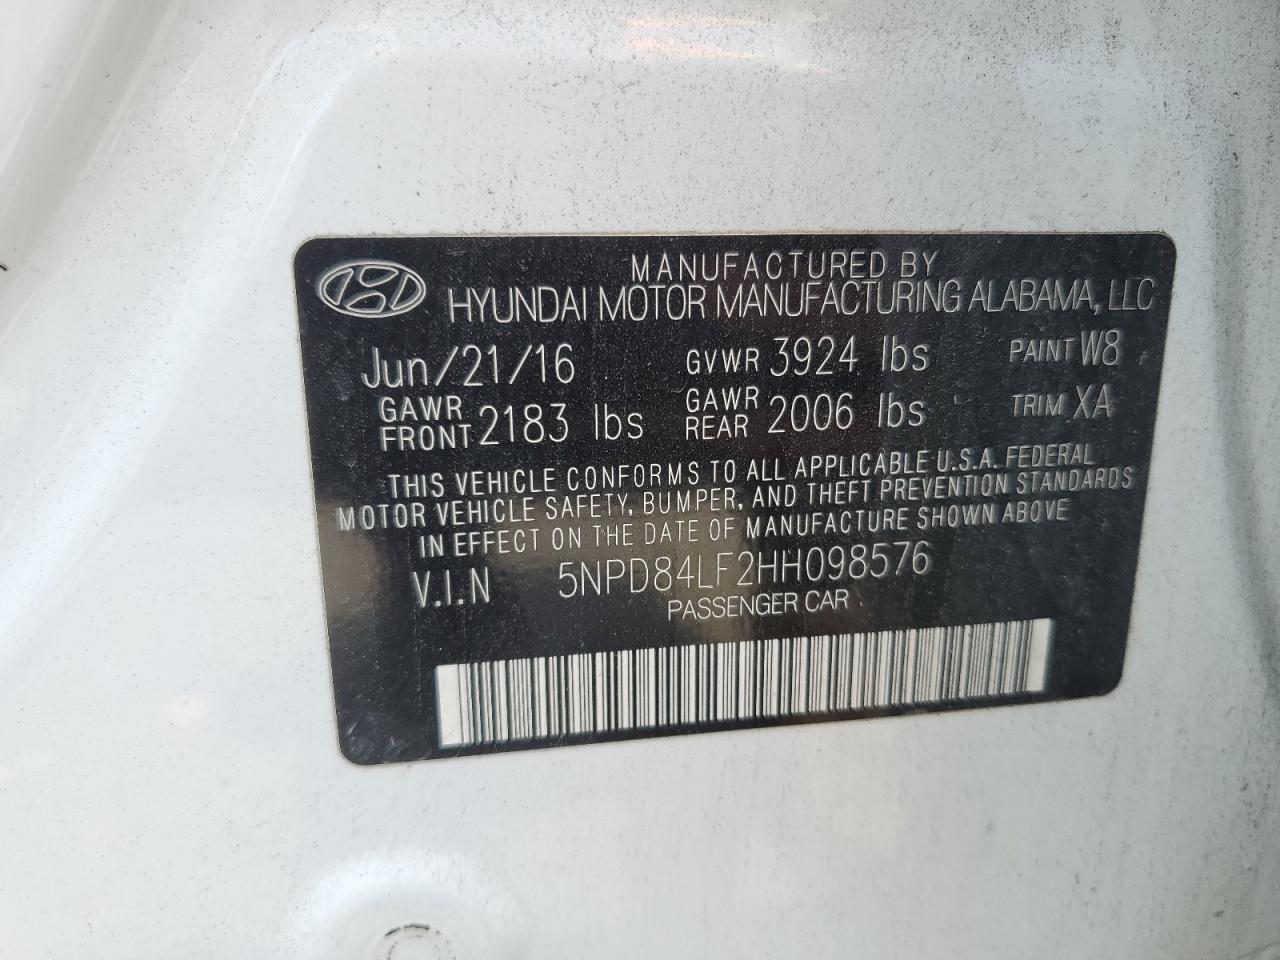 MANUFACTURED BY
HYUNDAI MOTOR MANUFACTURING ALABAMA, LLC
Jun/21/16 GVWR 3924 lbs PAINT W8
GAWR FRONT 2183 lbs GAWR REAR 2006 lbs TRIM XA
THIS VEHICLE CONFORMS TO ALL APPLICABLE U.S.A. FEDERAL
MOTOR VEHICLE SAFETY, BUMPER, AND THEFT PREVENTION STANDARDS
IN EFFECT ON THE DATE OF MANUFACTURE SHOWN ABOVE
V.I.N 5NPD84LF2HH098576
PASSENGER CAR